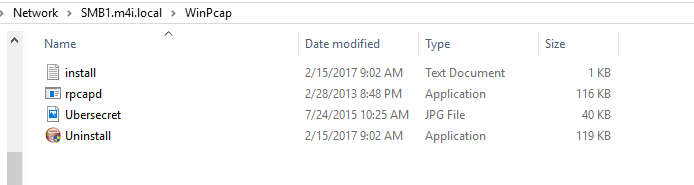 Network SMB1.m4i.local WinPcap
Name Date modified Type Size
install 2/15/2017 9:02 AM Text Document 1 KB
rpcapd 2/28/2013 8:48 PM Application 116 KB
Ubersecret 7/24/2015 10:25 AM JPG File 40 KB
Uninstall 2/15/2017 9:02 AM Application 119 KB